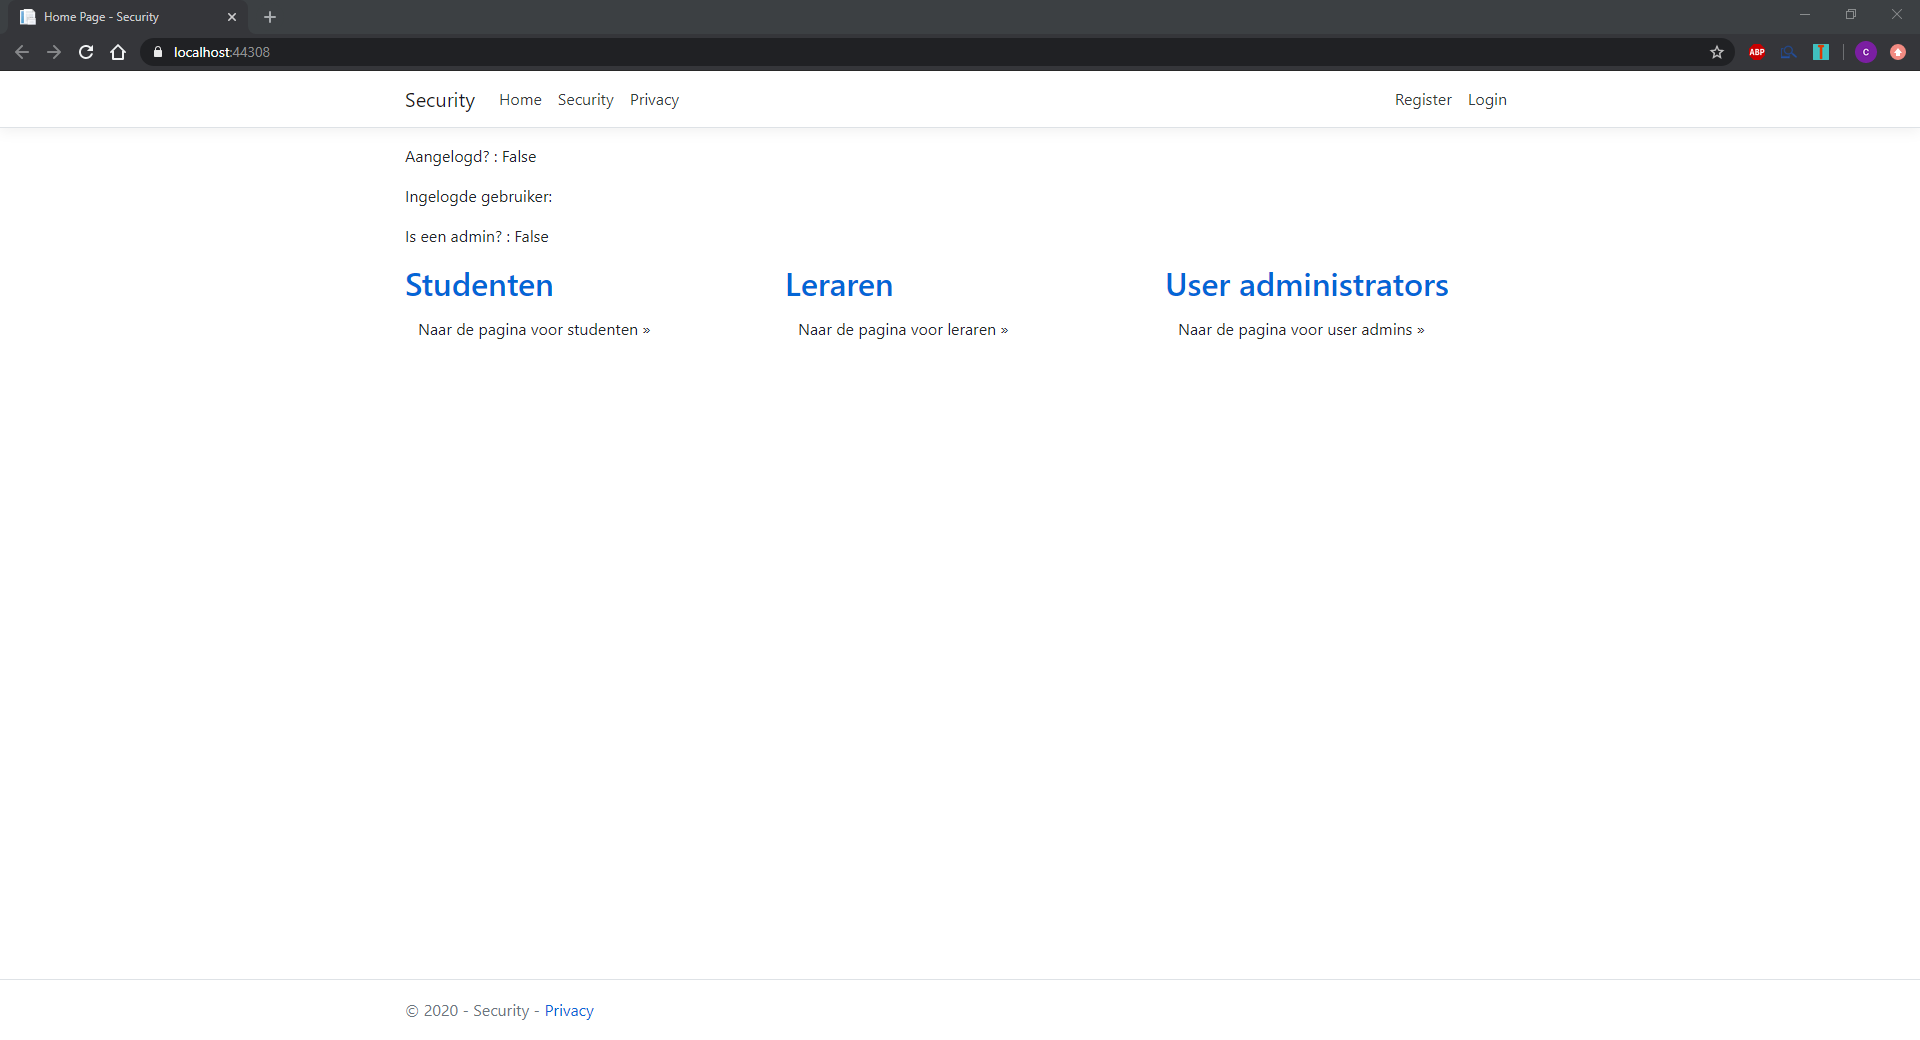 Home Page - Security
localhost:44308
ABP
C
Security Home Security Privacy Register Login
Aangelogd? : False
Ingelogde gebruiker:
Is een admin? : False
Studenten Leraren User administrators
Naar de pagina voor studenten » Naar de pagina voor leraren » Naar de pagina voor user admins »
© 2020 - Security - Privacy